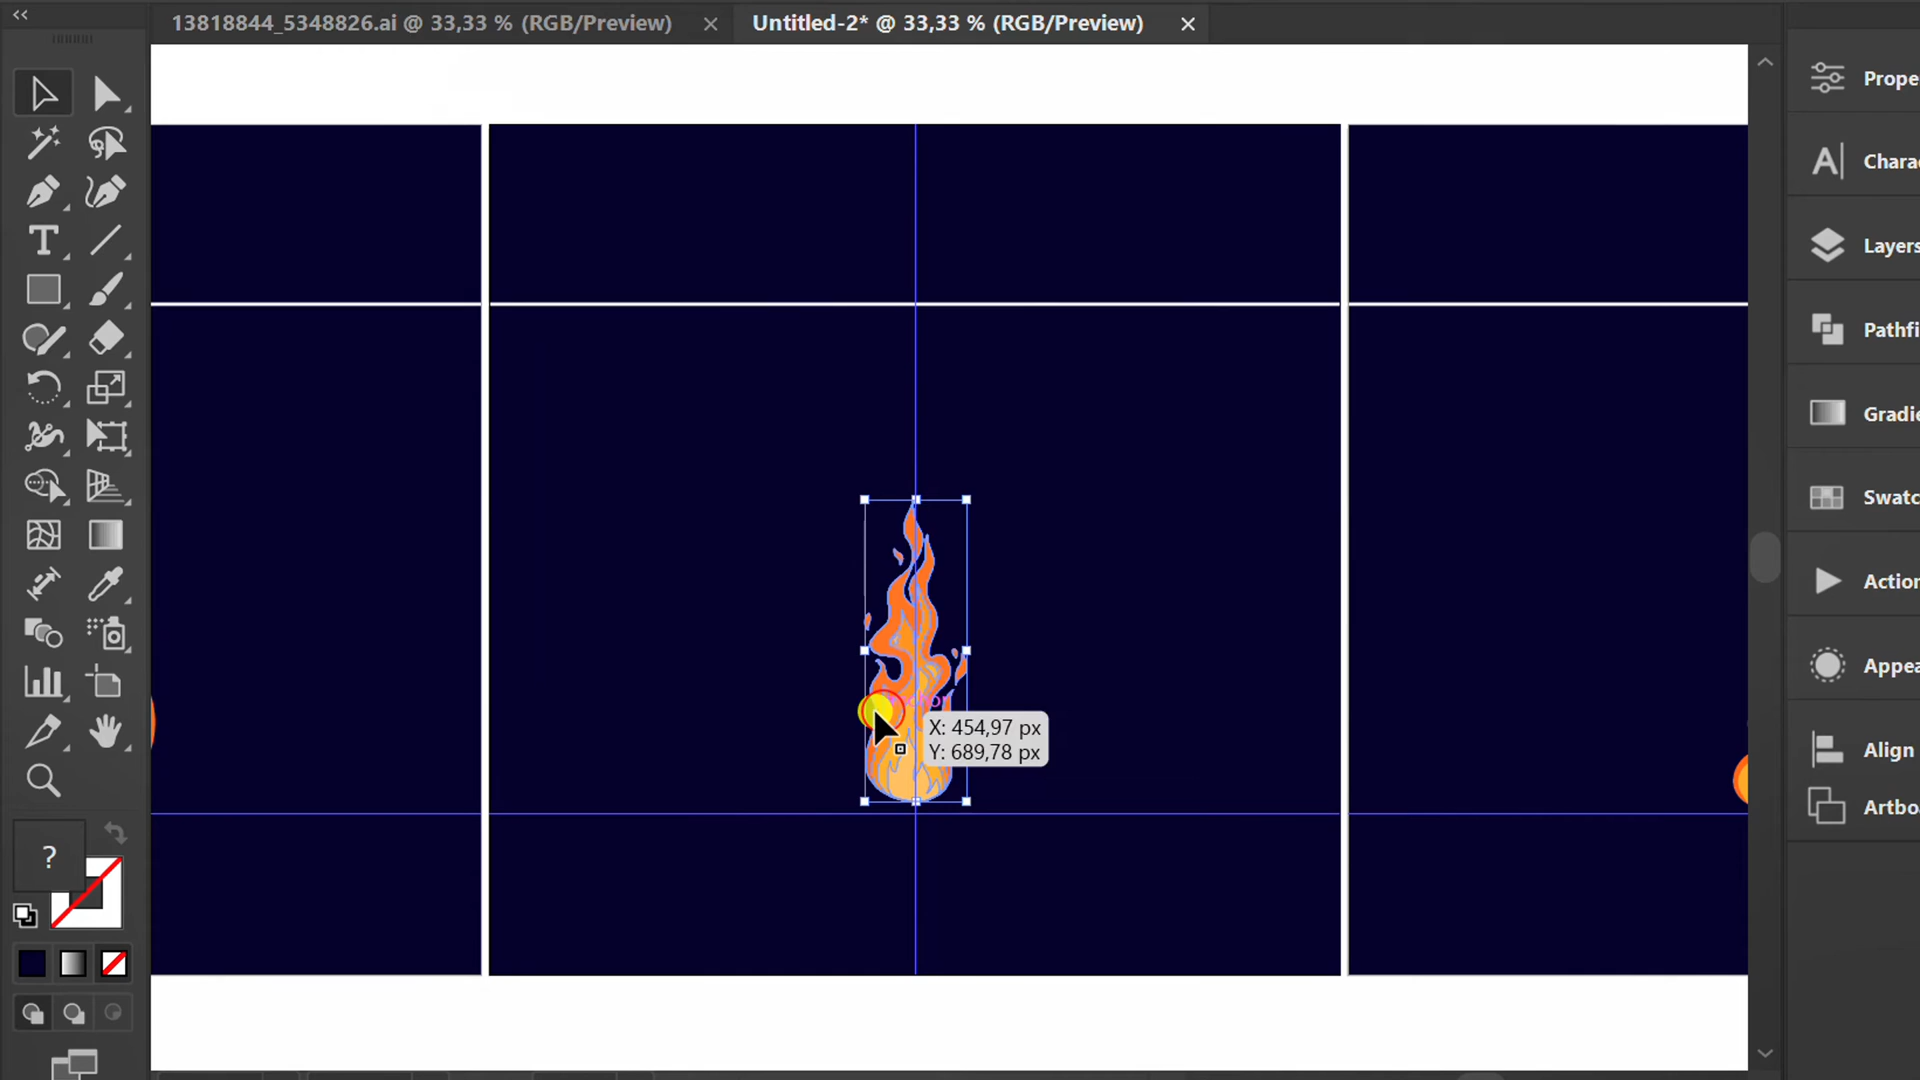 13818844_5348826.ai @ 33,33 % (RGB/Preview)
Untitled-2* @ 33,33 % (RGB/Preview)
Prope
Chara
Layers
Pathfi
Gradie
Swatc
Action
Appea
Align
Artbo
X: 454,97 px
Y: 689,78 px
?